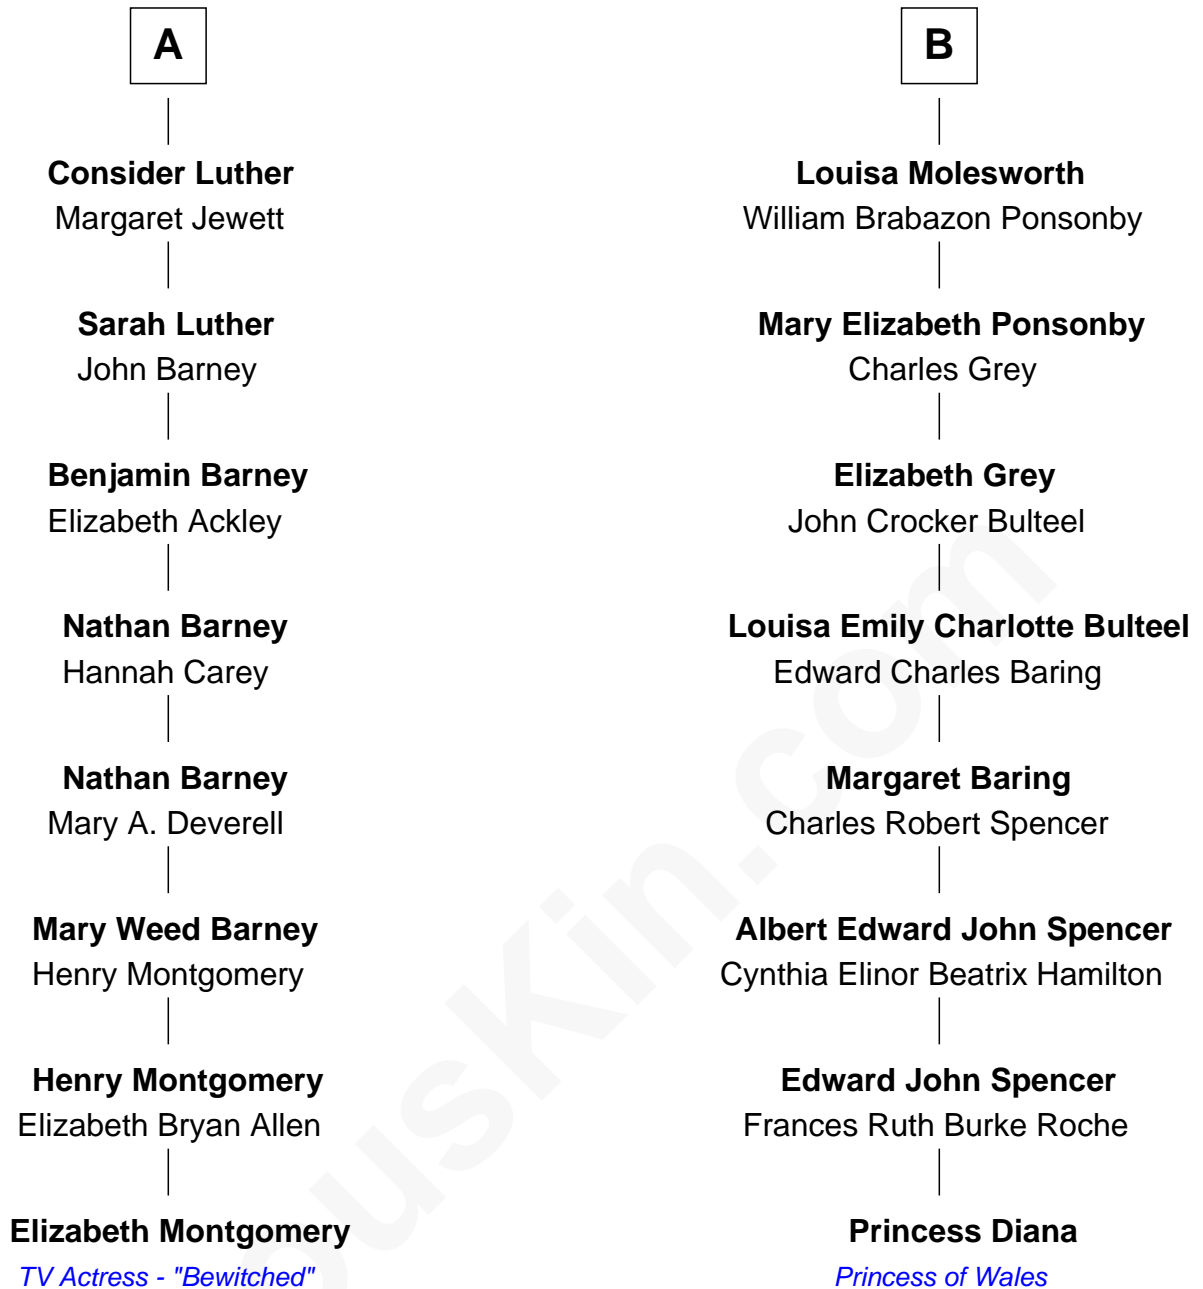 A
Consider Luther
Margaret Jewett
Sarah Luther
John Barney
Benjamin Barney
Elizabeth Ackley
Nathan Barney
Hannah Carey
Nathan Barney
Mary A. Deverell
Mary Weed Barney
Henry Montgomery
Henry Montgomery
Elizabeth Bryan Allen
Elizabeth Montgomery
TV Actress - "Bewitched"
B
Louisa Molesworth
William Brabazon Ponsonby
Mary Elizabeth Ponsonby
Charles Grey
Elizabeth Grey
John Crocker Bulteel
Louisa Emily Charlotte Bulteel
Edward Charles Baring
Margaret Baring
Charles Robert Spencer
Albert Edward John Spencer
Cynthia Elinor Beatrix Hamilton
Edward John Spencer
Frances Ruth Burke Roche
Princess Diana
Princess of Wales
ousKin.com